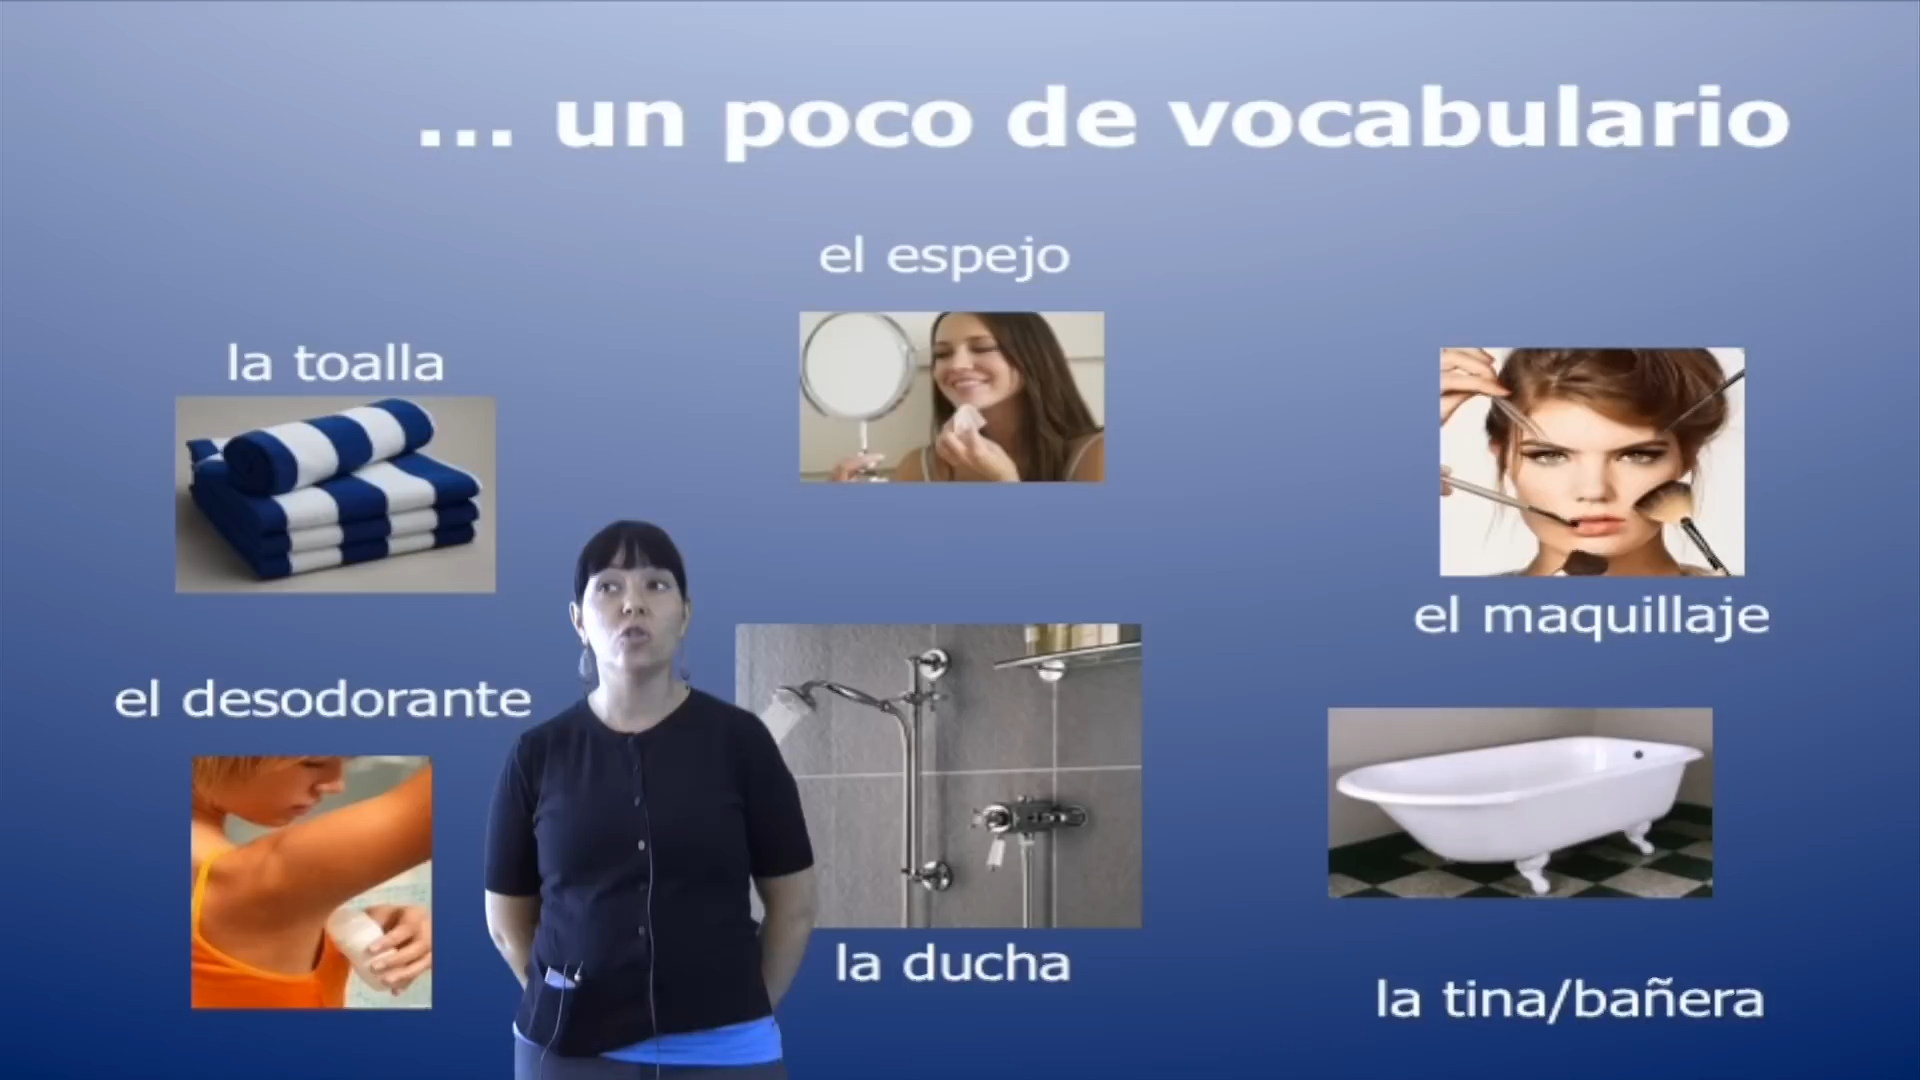 ... un poco de vocabulario
el espejo
la toalla
el maquillaje
el desodorante
la ducha
la tina/bañera